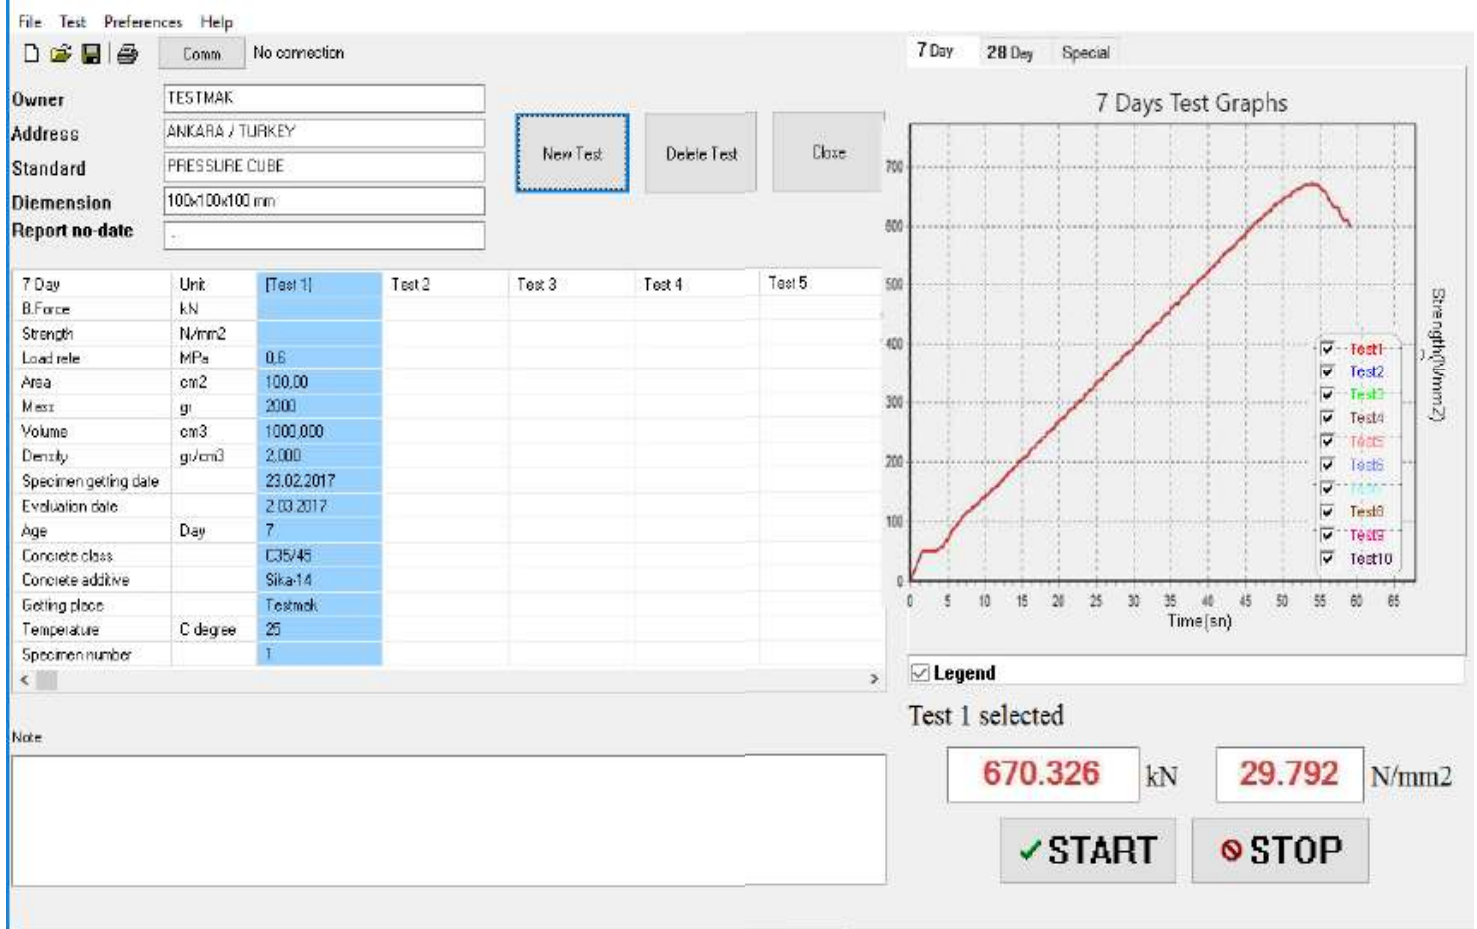 File Test Preferences Help
Comm No connection
Owner TESTMAK
Address ANKARA / TURKEY
Standard PRESSURE CUBE
Diemension 100x100x100 mm
Report no-date .
New Test Delete Test Close
7 Day Unit [Test 1] Test 2 Test 3 Test 4 Test 5
B.Force kN
Strength N/mm2
Load rate MPa 0,6
Area cm2 100,00
Mass gr 2000
Volume cm3 1000,000
Density gr/cm3 2,000
Specimen getting date 23.02.2017
Evaluation date 2.03.2017
Age Day 7
Concrete class C35/45
Concrete additive Sika-14
Getting place Testmak
Temperature C degree 25
Specimen number 1
Note
7 Day 28 Day Special
7 Days Test Graphs
700
600
500
400
300
200
100
0
0 5 10 15 20 25 30 35 40 45 50 55 60 65
Time(sn)
Strength(N/mm2)
Test1
Test2
Test3
Test4
Test5
Test6
Test8
Test9
Test10
Legend
Test 1 selected
670.326 kN 29.792 N/mm2
START STOP